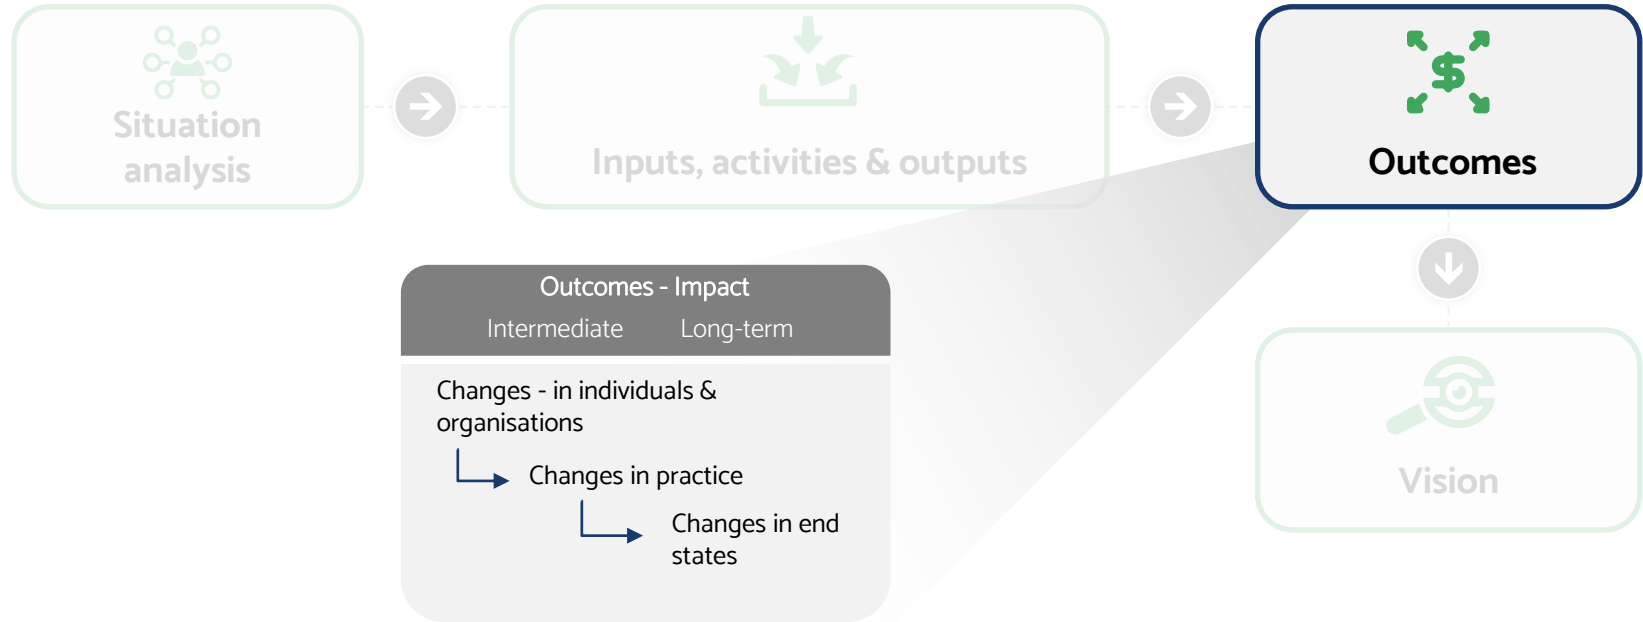 Situation
analysis
Inputs, activities & outputs
Outcomes
Outcomes - Impact
Intermediate Long-term
Changes - in individuals &
organisations
Changes in practice
Changes in end
states
Vision